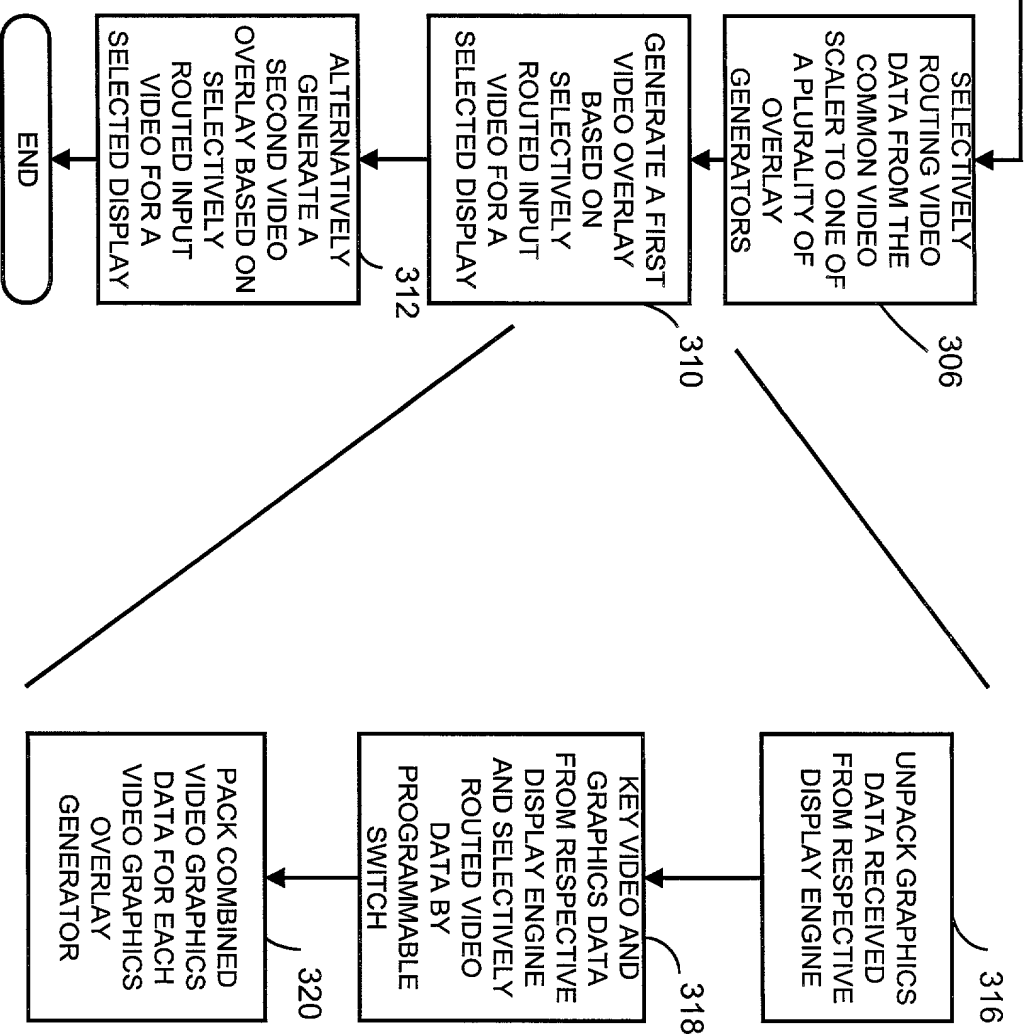 SELECTIVELY
ROUTING VIDEO
DATA FROM THE
COMMON VIDEO
SCALER TO ONE OF
A PLURALITY OF
OVERLAY
GENERATORS
306
GENERATE A FIRST
VIDEO OVERLAY
BASED ON
SELECTIVELY
ROUTED INPUT
VIDEO FOR A
SELECTED DISPLAY
310
ALTERNATIVELY
GENERATE A
SECOND VIDEO
OVERLAY BASED ON
SELECTIVELY
ROUTED INPUT
VIDEO FOR A
SELECTED DISPLAY
312
END
UNPACK GRAPHICS
DATA RECEIVED
FROM RESPECTIVE
DISPLAY ENGINE
316
KEY VIDEO AND
GRAPHICS DATA
FROM RESPECTIVE
DISPLAY ENGINE
AND SELECTIVELY
ROUTED VIDEO
DATA BY
PROGRAMMABLE
SWITCH
318
PACK COMBINED
VIDEO GRAPHICS
DATA FOR EACH
VIDEO GRAPHICS
OVERLAY
GENERATOR
320